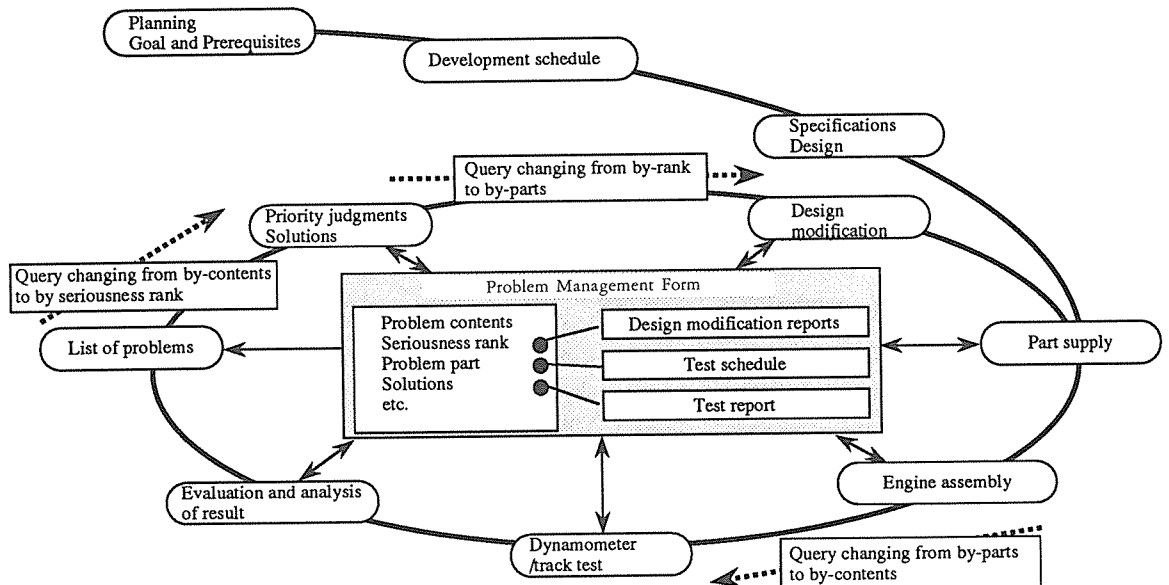 Planning
Goal and Prerequisites
Development schedule
Specifications
Design
Query changing from by-rank
to by-parts
Priority judgments
Solutions
Design
modification
Query changing from by-contents
to by seriousness rank
Problem Management Form
Problem contents
Seriousness rank
Problem part
Solutions
etc.
Design modification reports
Test schedule
Test report
List of problems
Part supply
Evaluation and analysis
of result
Engine assembly
Dynamometer
/track test
Query changing from by-parts
to by-contents